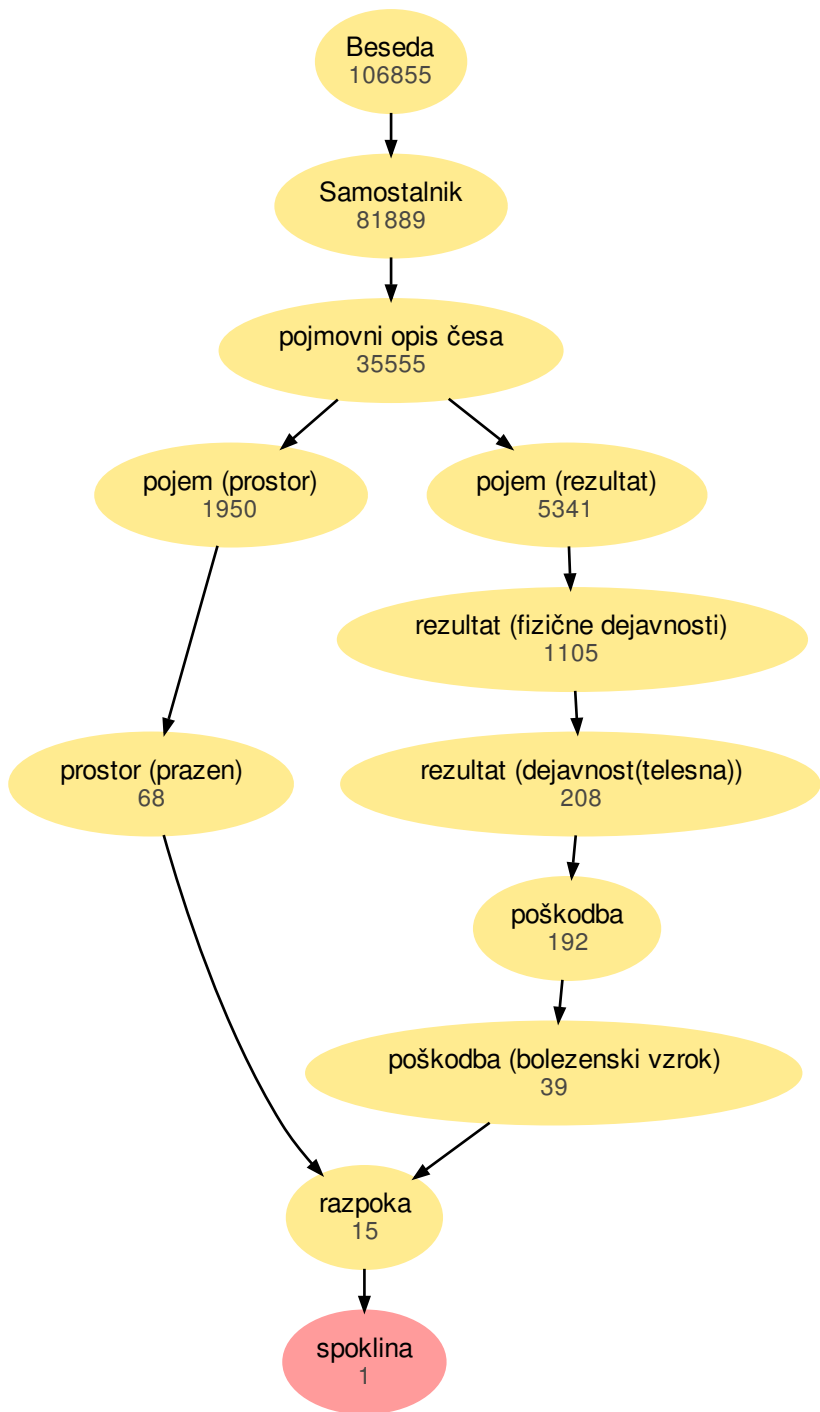 Beseda
106855
Samostalnik
81889
pojmovni opis česa
35555
pojem (prostor)
1950
pojem (rezultat)
5341
rezultat (fizične dejavnosti)
1105
prostor (prazen)
68
rezultat (dejavnost(telesna))
208
poškodba
192
poškodba (bolezenski vzrok)
39
razpoka
15
spoklina
1